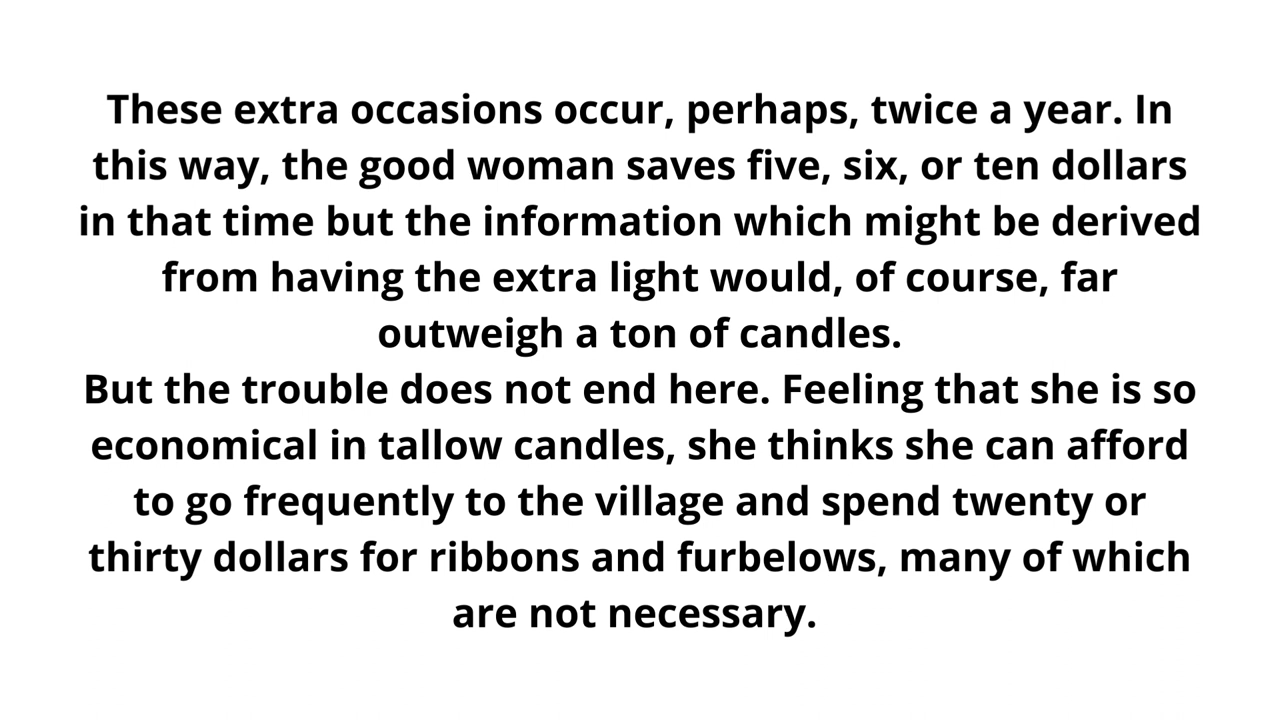 These extra occasions occur, perhaps, twice a year. In
this way, the good woman saves five, six, or ten dollars
in that time but the information which might be derived
from having the extra light would, of course, far
outweigh a ton of candles.
But the trouble does not end here. Feeling that she is so
economical in tallow candles, she thinks she can afford
to go frequently to the village and spend twenty or
thirty dollars for ribbons and furbelows, many of which
are not necessary.